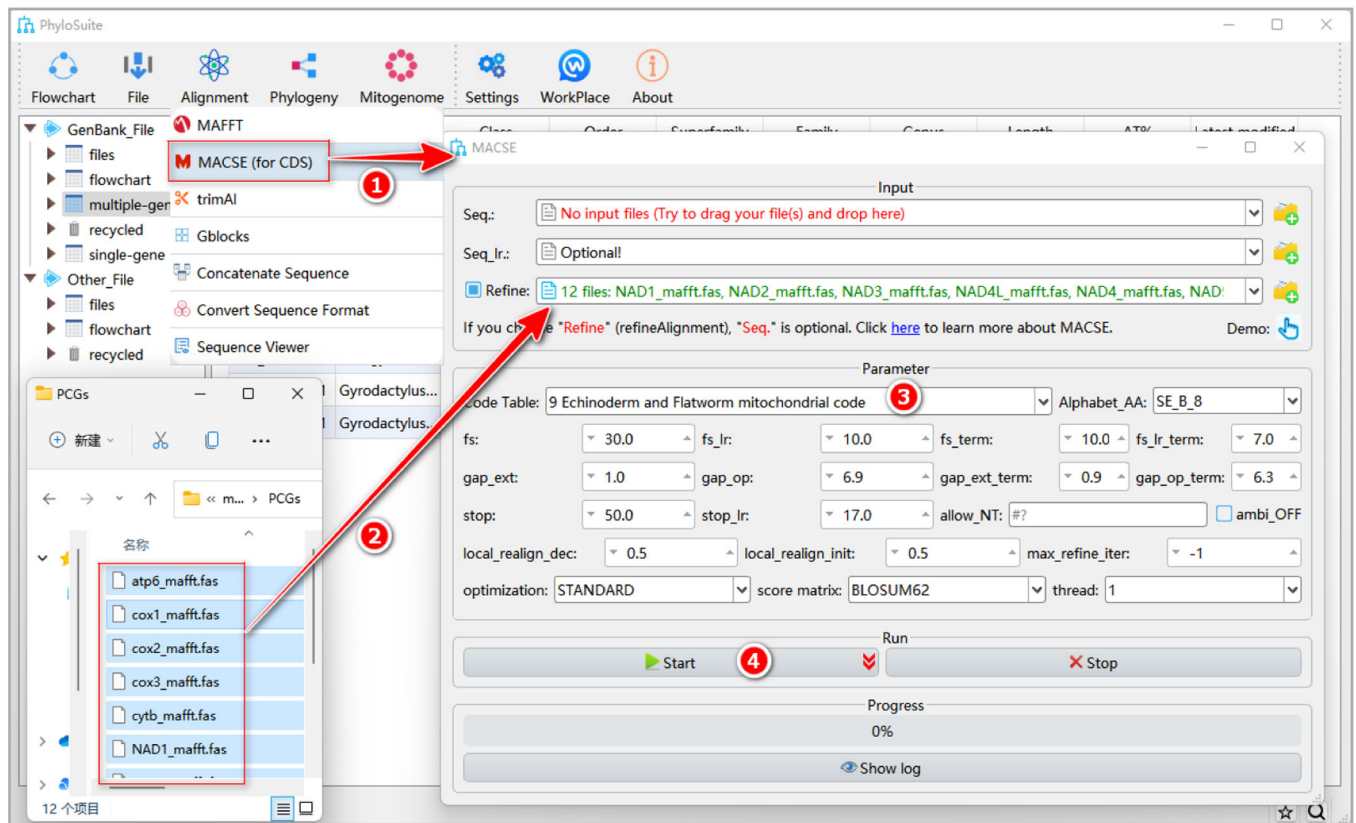 PhyloSuite
Flowchart File Alignment Phylogeny Mitogenome Settings WorkPlace About
GenBank_File
files
flowchart
multiple-gen
recycled
single-gene
Other_File
files
flowchart
recycled
MAFFT
MACSE (for CDS)
trimAl
Gblocks
Concatenate Sequence
Convert Sequence Format
Sequence Viewer
1
Class Order Superfamily Family Genus Length AT% Latest modified
Gyrodactylus...
Gyrodactylus...
MACSE
Input
Seq.: No input files (Try to drag your file(s) and drop here)
Seq_lr.: Optional!
Refine: 12 files: NAD1_mafft.fas, NAD2_mafft.fas, NAD3_mafft.fas, NAD4L_mafft.fas, NAD4_mafft.fas, NAD5
If you ch e "Refine" (refineAlignment), "Seq." is optional. Click here to learn more about MACSE. Demo:
Parameter
Code Table: 9 Echinoderm and Flatworm mitochondrial code 3 Alphabet_AA: SE_B_8
fs: 30.0 fs_lr: 10.0 fs_term: 10.0 fs_lr_term: 7.0
gap_ext: 1.0 gap_op: 6.9 gap_ext_term: 0.9 gap_op_term: 6.3
stop: 50.0 stop_lr: 17.0 allow_NT: #? ambi_OFF
local_realign_dec: 0.5 local_realign_init: 0.5 max_refine_iter: -1
optimization: STANDARD score matrix: BLOSUM62 thread: 1
Run
Start 4 Stop
Progress
0%
Show log
PCGs
新建
« m... > PCGs
2
名称
atp6_mafft.fas
cox1_mafft.fas
cox2_mafft.fas
cox3_mafft.fas
cytb_mafft.fas
NAD1_mafft.fas
12 个项目